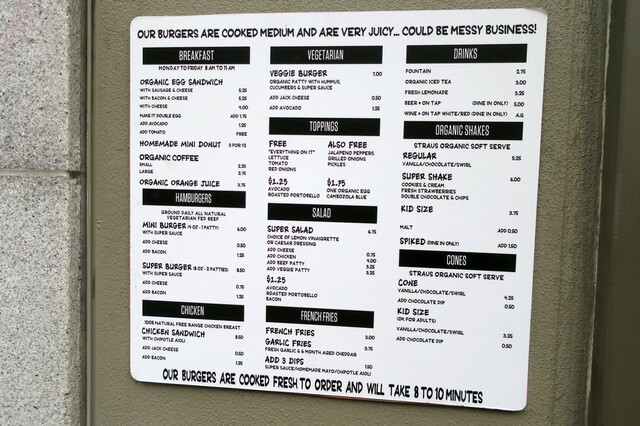 OUR BURGERS ARE COOKED MEDIUM AND ARE VERY JUICY... COULD BE MESSY BUSINESS!
BREAKFAST
MONDAY TO FRIDAY 8 AM TO 11 AM
ORGANIC EGG SANDWICH
WITH SAUSAGE & CHEESE 5.25
WITH BACON & CHEESE 5.25
WITH CHEESE 4.00
MAKE IT DOUBLE EGG ADD 1.75
ADD AVOCADO 1.25
ADD TOMATO FREE
HOMEMADE MINI DONUT 3 FOR 1?
ORGANIC COFFEE
SMALL 2.25
LARGE 2.75
ORGANIC ORANGE JUICE 3.75
HAMBURGERS
GROUND DAILY ALL NATURAL
VEGETARIAN FED BEEF
MINI BURGER (4 OZ - 1 PATTY) 6.00
WITH SUPER SAUCE
ADD CHEESE 0.50
ADD BACON 1.25
SUPER BURGER (8 OZ - 2 PATTIES) 8.50
WITH SUPER SAUCE
ADD CHEESE 0.75
ADD BACON 1.25
CHICKEN
100% NATURAL FREE RANGE CHICKEN BREAST
CHICKEN SANDWICH 8.50
WITH CHIPOTLE AIOLI
ADD JACK CHEESE 0.50
ADD BACON 1.25
VEGETARIAN
VEGGIE BURGER 7.00
ORGANIC PATTY WITH HUMMUS,
CUCUMBERS & SUPER SAUCE
ADD JACK CHEESE 0.50
ADD AVOCADO 1.25
TOPPINGS
FREE
"EVERYTHING ON IT"
LETTUCE
TOMATO
RED ONIONS
ALSO FREE
JALAPENO PEPPERS
GRILLED ONIONS
PICKLES
$1.25
AVOCADO
ROASTED PORTOBELLO
$1.75
ONE ORGANIC EGG
CAMBOZOLA BLUE
SALAD
SUPER SALAD 6.75
CHOICE OF LEMON VINAIGRETTE
OR CAESAR DRESSING
ADD CHEESE 0.75
ADD CHICKEN 4.00
ADD BEEF PATTY 3.25
ADD VEGGIE PATTY 3.25
$1.25
AVOCADO
ROASTED PORTOBELLO
BACON
FRENCH FRIES
FRENCH FRIES 3.00
GARLIC FRIES 3.75
FRESH GARLIC & 6 MONTH AGED CHEDDAR
ADD 3 DIPS 1.50
SUPER SAUCE/HOMEMADE MAYO/CHIPOTLE AIOLI
DRINKS
FOUNTAIN 2.75
ORGANIC ICED TEA 3.00
FRESH LEMONADE 3.25
BEER • ON TAP (DINE IN ONLY) 5.00
WINE • ON TAP WHITE/RED (DINE IN ONLY) A.Q.
ORGANIC SHAKES
STRAUS ORGANIC SOFT SERVE
REGULAR 5.25
VANILLA/CHOCOLATE/SWIRL
SUPER SHAKE 6.00
COOKIES & CREAM
FRESH STRAWBERRIES
DOUBLE CHOCOLATE & CHIPS
KID SIZE 3.75
MALT ADD 0.50
SPIKED (DINE IN ONLY) ADD 1.50
CONES
STRAUS ORGANIC SOFT SERVE
CONE
VANILLA/CHOCOLATE/SWIRL 4.25
ADD CHOCOLATE DIP 0.50
KID SIZE
(OK FOR ADULTS)
VANILLA/CHOCOLATE/SWIRL 3.25
ADD CHOCOLATE DIP 0.50
OUR BURGERS ARE COOKED FRESH TO ORDER AND WILL TAKE 8 TO 10 MINUTES